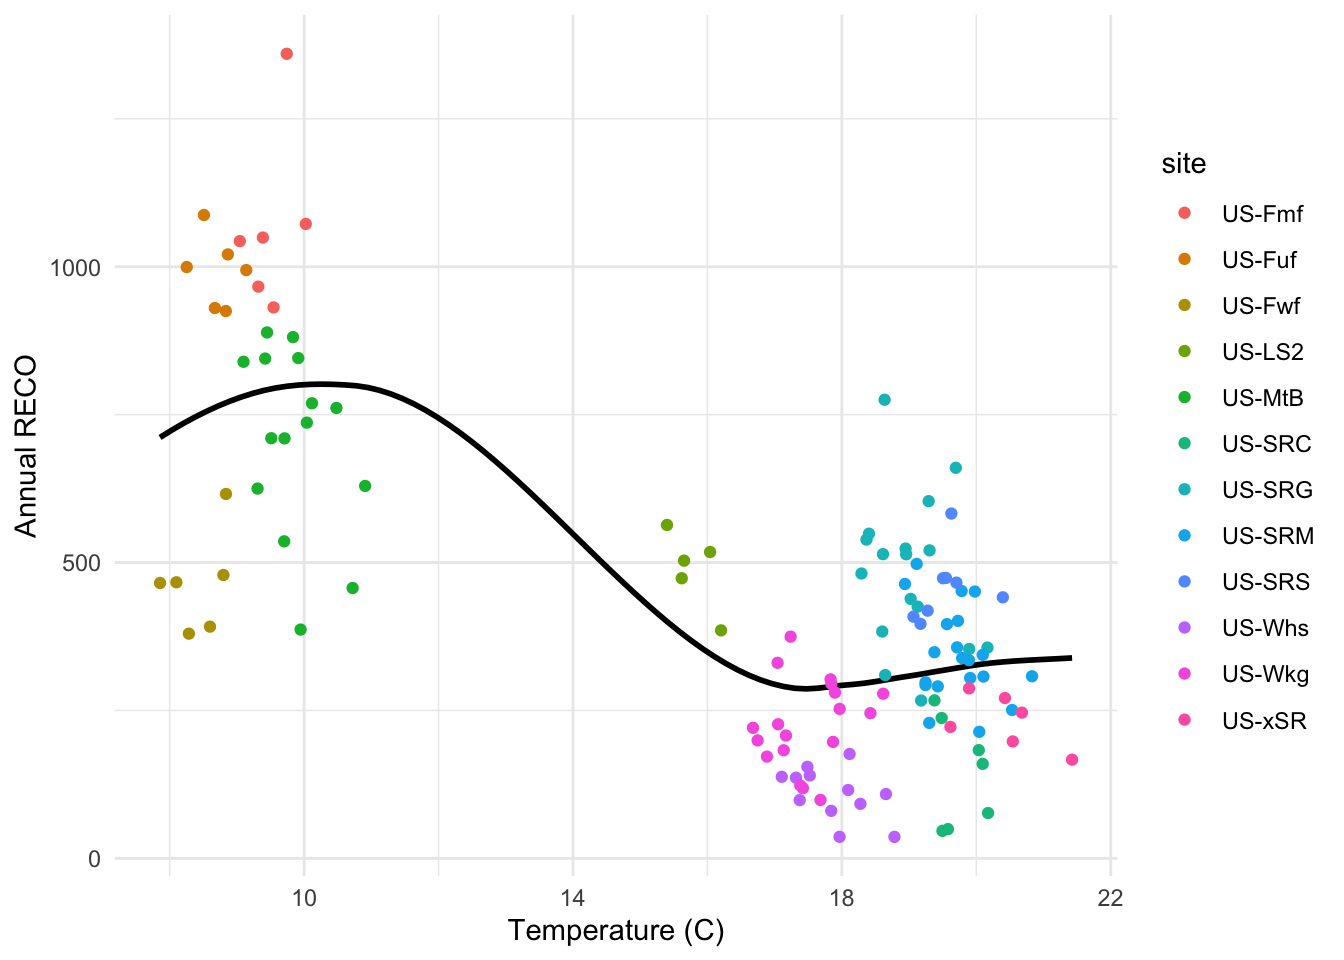 Annual RECO
1000
500
0
10 14 18 22
Temperature (C)
site
US-Fmf
US-Fuf
US-Fwf
US-LS2
US-MtB
US-SRC
US-SRG
US-SRM
US-SRS
US-Whs
US-Wkg
US-xSR